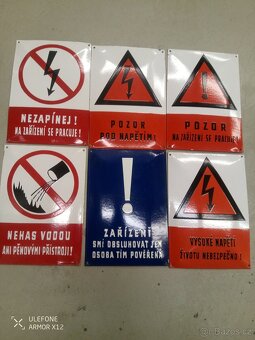 NEZAPÍNEJ!
NA ZAŘÍZENÍ SE PRACUJE!
POZOR
POD NAPĚTÍM!
POZOR
NA ZAŘÍZENÍ SE PRACUJE!
NEHAS VODOU
ANI PĚNOVÝMI PŘÍSTROJI!
ZAŘÍZENÍ
SMÍ OBSLUHOVAT JEN
OSOBA TÍM POVĚŘENÁ
VYSOKÉ NAPĚTÍ
ŽIVOTU NEBEZPEČNO!
ULEFONE
ARMOR X12